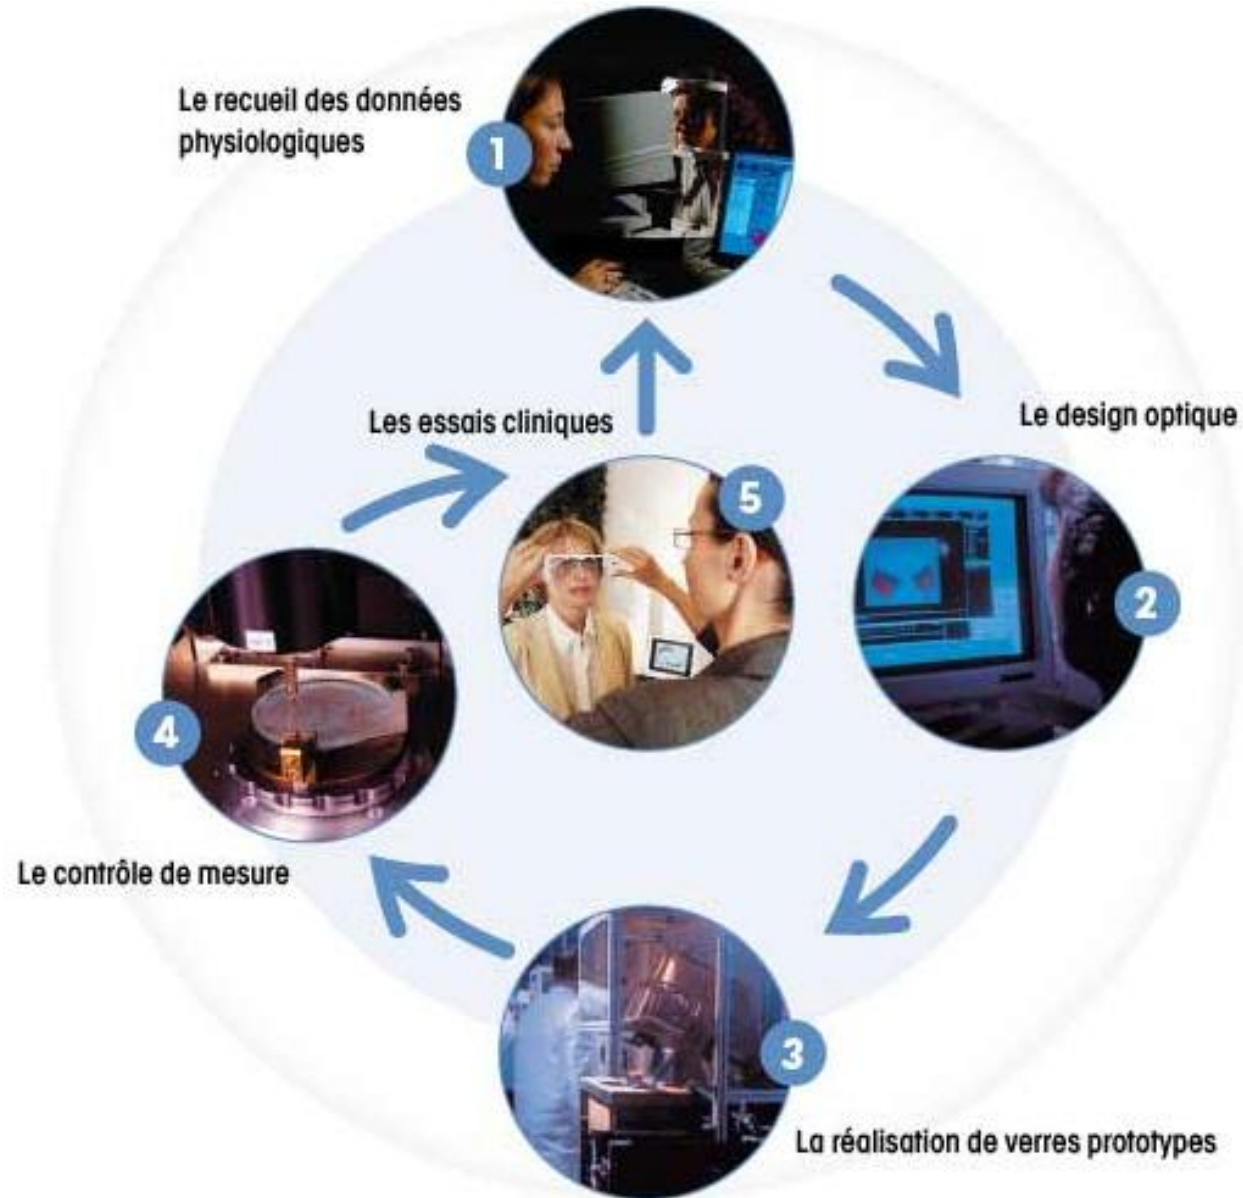 Le recueil des données
physiologiques
1
Les essais cliniques
Le design optique
5
2
4
Le contrôle de mesure
3
La réalisation de verres prototypes